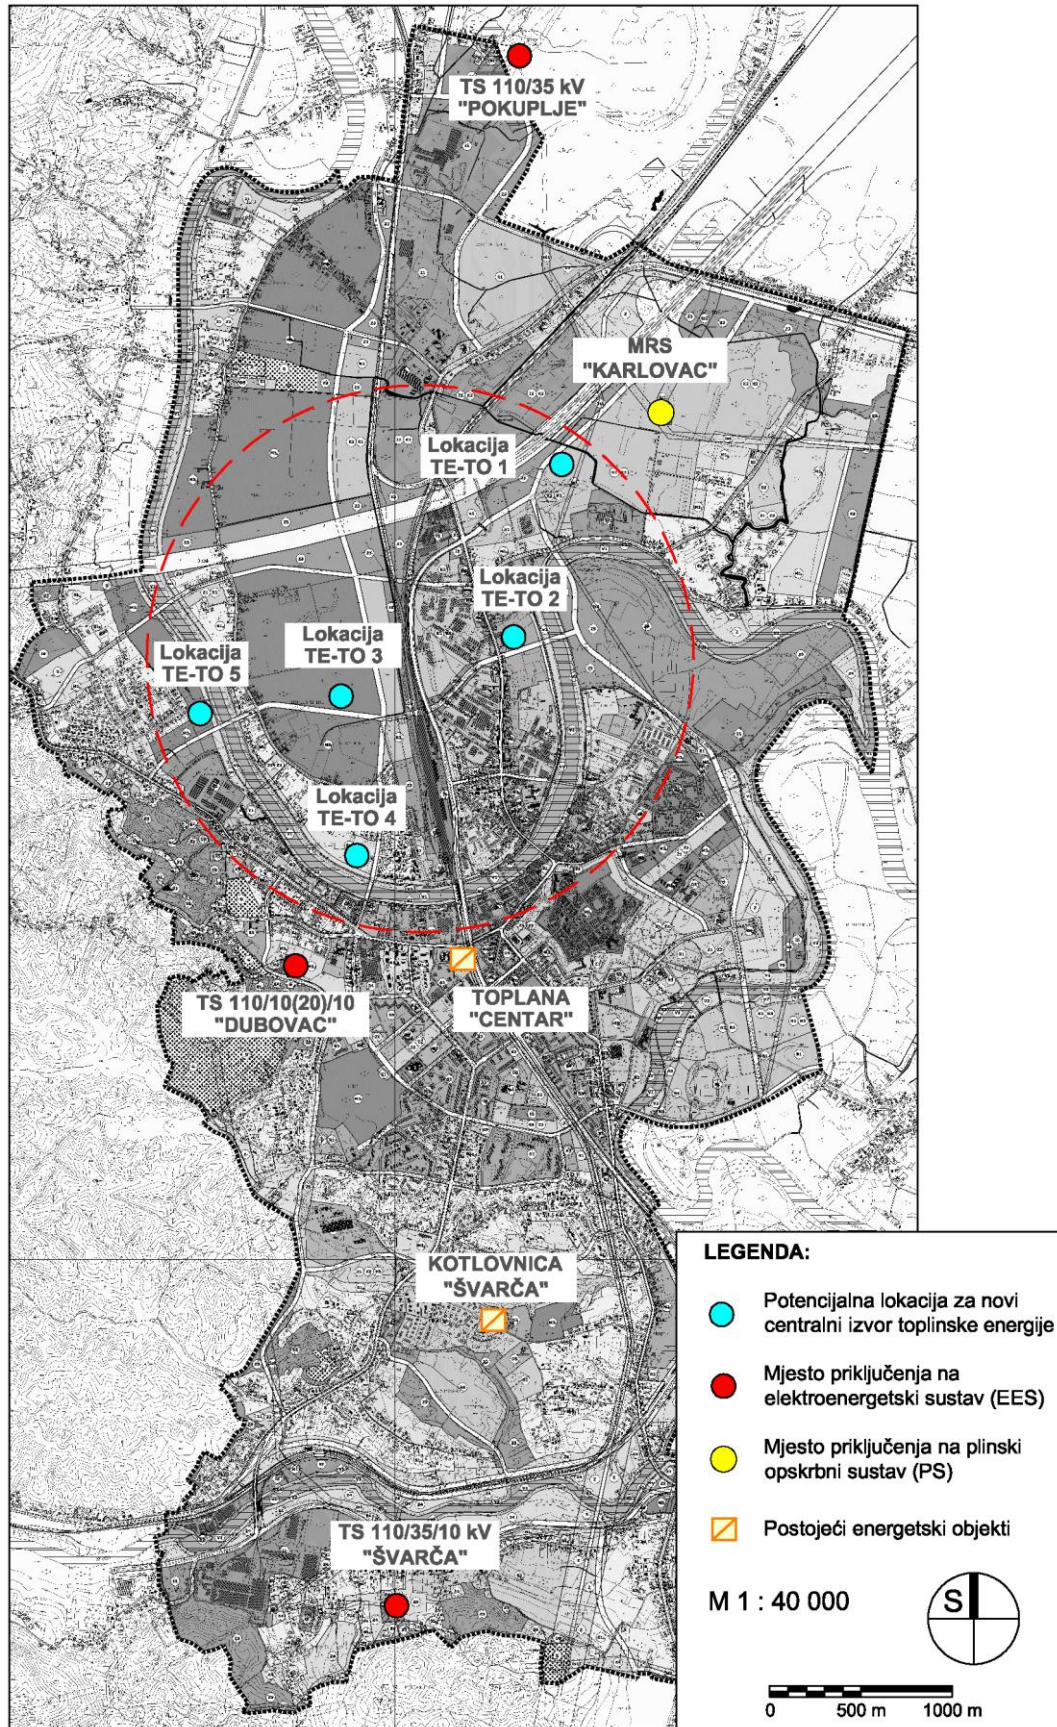 TS 110/35 kV
"POKUPLJE"
MRS
"KARLOVAC"
Lokacija
TE-TO 1
Lokacija
TE-TO 2
Lokacija
TE-TO 3
Lokacija
TE-TO 5
Lokacija
TE-TO 4
TS 110/10(20)/10
"DUBOVAC"
TOPLANA
"CENTAR"
KOTLOVNICA
"ŠVARČA"
TS 110/35/10 kV
"ŠVARČA"
LEGENDA:
Potencijalna lokacija za novi
centralni izvor toplinske energije
Mjesto priključenja na
elektroenergetski sustav (EES)
Mjesto priključenja na plinski
opskrbni sustav (PS)
Postojeći energetski objekti
M 1 : 40 000
S
0 500 m 1000 m